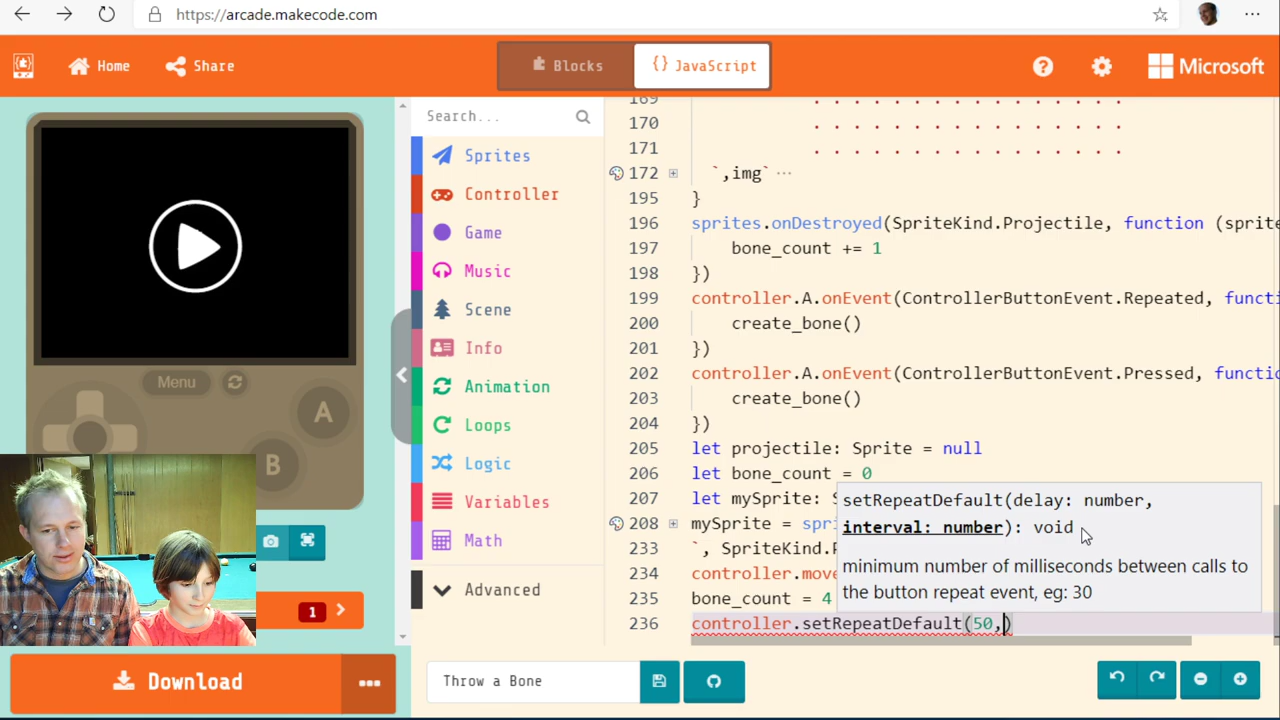 https://arcade.makecode.com
Home
Share
Blocks
{} JavaScript
Microsoft
Menu
A
B
1
Download
Search...
Sprites
Controller
Game
Music
Scene
Info
Animation
Loops
Logic
Variables
Math
Advanced
169 . . . . . . . . . . . . . . . .
170 . . . . . . . . . . . . . . . .
171 . . . . . . . . . . . . . . . .
172 `,img` ...
195 }
196 sprites.onDestroyed(SpriteKind.Projectile, function (sprite
197 bone_count += 1
198 })
199 controller.A.onEvent(ControllerButtonEvent.Repeated, functi
200 create_bone()
201 })
202 controller.A.onEvent(ControllerButtonEvent.Pressed, functio
203 create_bone()
204 })
205 let projectile: Sprite = null
206 let bone_count = 0
207 let mySprite: S
208 mySprite = spri
233 `, SpriteKind.P
234 controller.move
235 bone_count = 4
236 controller.setRepeatDefault(50,)
setRepeatDefault(delay: number,
interval: number): void
minimum number of milliseconds between calls to
the button repeat event, eg: 30
Throw a Bone